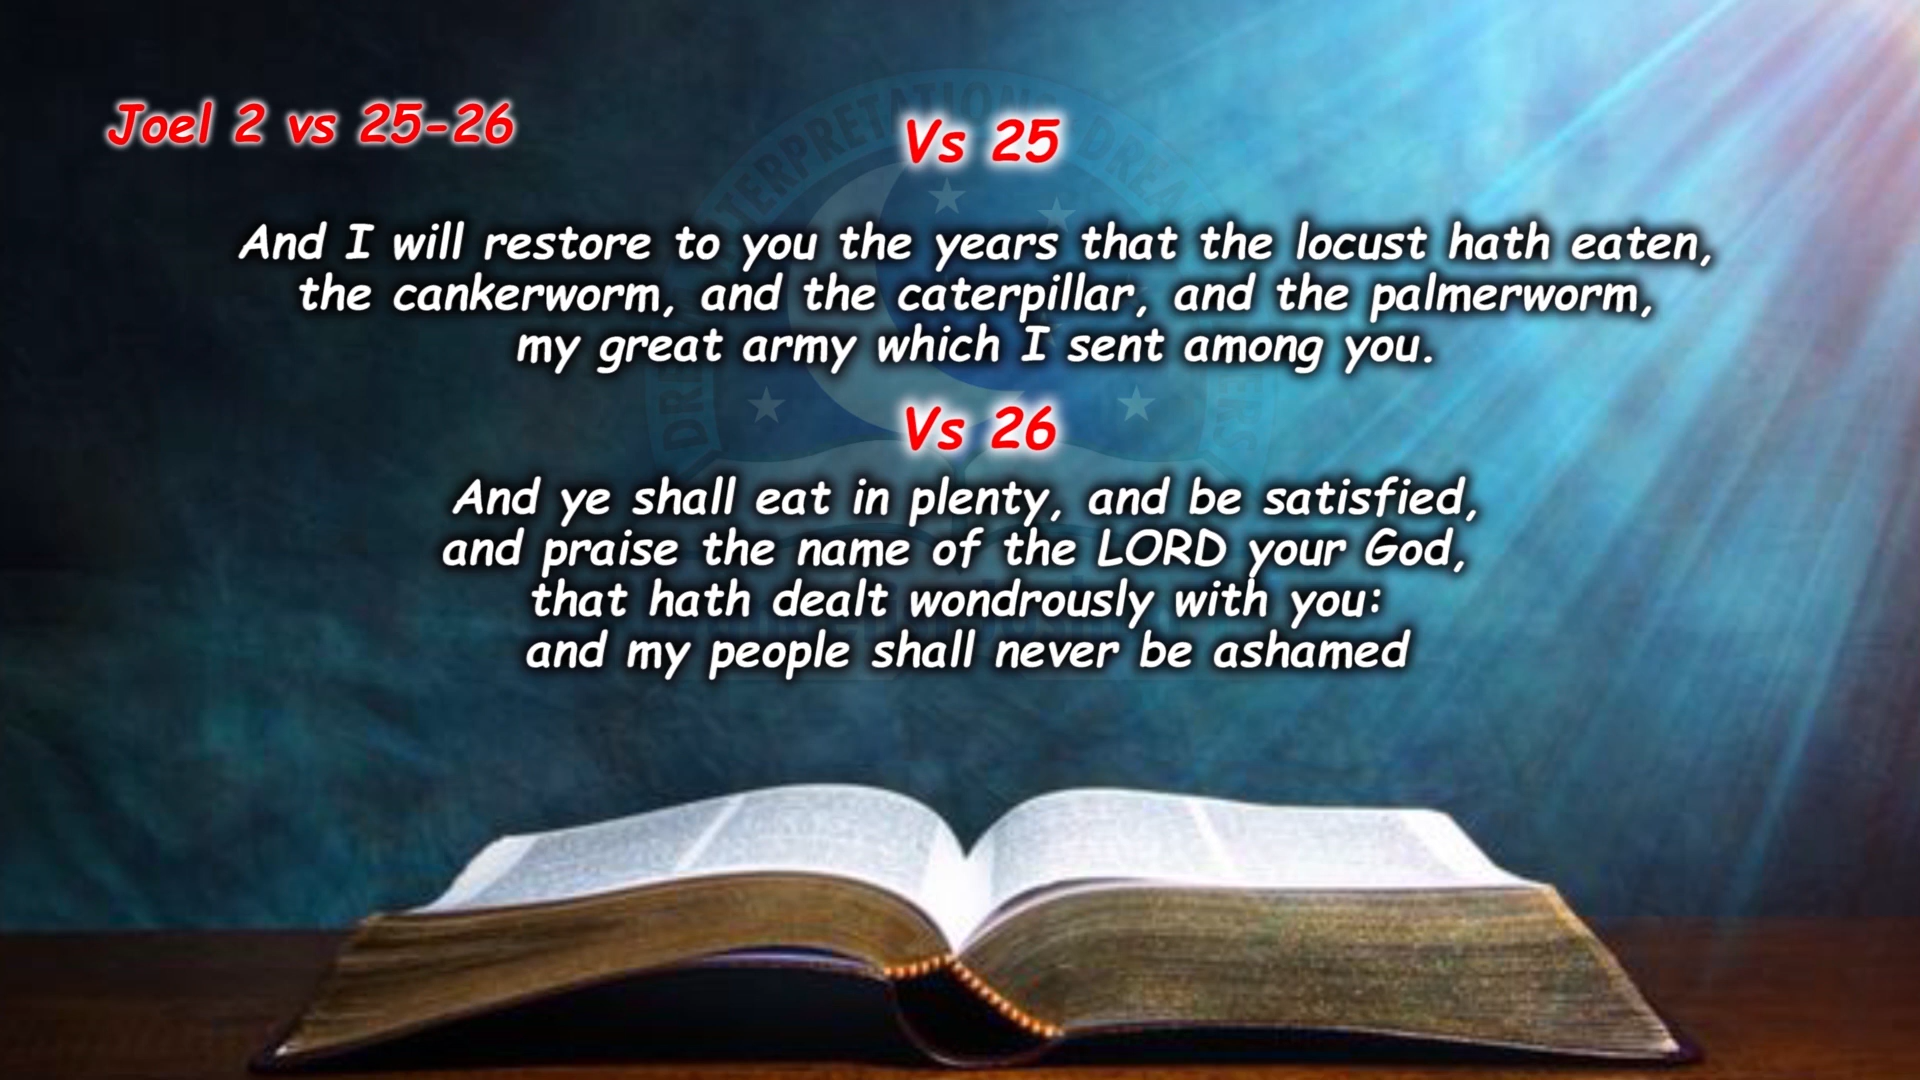 Joel 2 vs 25-26
Vs 25
And I will restore to you the years that the locust hath eaten,
the cankerworm, and the caterpillar, and the palmerworm,
my great army which I sent among you.
Vs 26
And ye shall eat in plenty, and be satisfied,
and praise the name of the LORD your God,
that hath dealt wondrously with you:
and my people shall never be ashamed